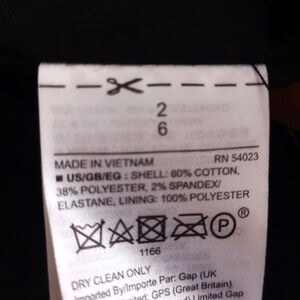 2
6
MADE IN VIETNAM RN 54023
■ US/GB/EG : SHELL: 60% COTTON,
38% POLYESTER, 2% SPANDEX/
ELASTANE, LINING: 100% POLYESTER
P
1166
DRY CLEAN ONLY
Imported By/Importe Par: Gap (UK
Limited: GPS (Great Britain)
Limited Gap